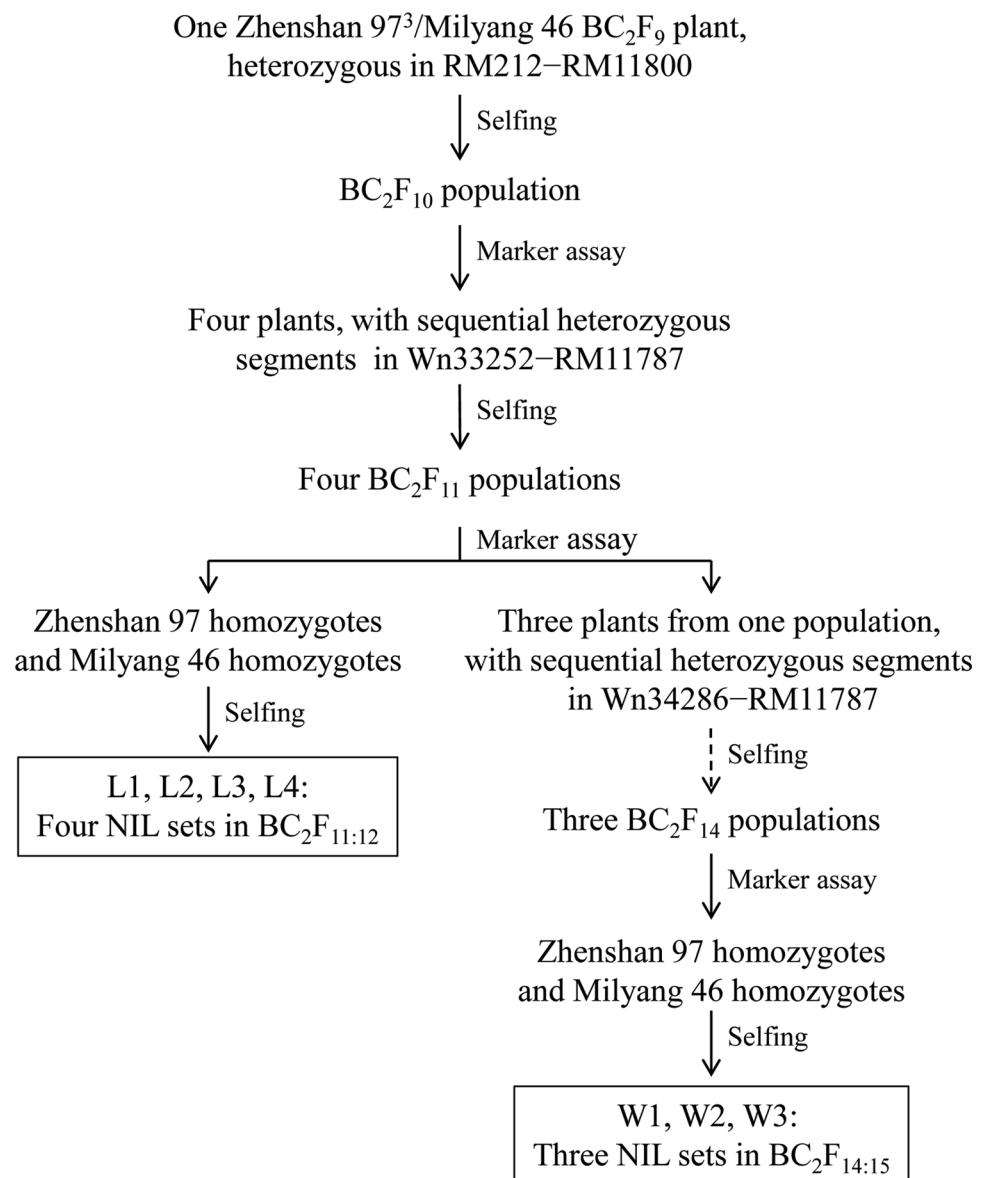 One Zhenshan 97³/Milyang 46 BC₂F₉ plant,
heterozygous in RM212−RM11800
Selfing
BC₂F₁₀ population
Marker assay
Four plants, with sequential heterozygous
segments in Wn33252−RM11787
Selfing
Four BC₂F₁₁ populations
Marker assay
Zhenshan 97 homozygotes
and Milyang 46 homozygotes
Selfing
L1, L2, L3, L4:
Four NIL sets in BC₂F₁₁:₁₂
Three plants from one population,
with sequential heterozygous segments
in Wn34286−RM11787
Selfing
Three BC₂F₁₄ populations
Marker assay
Zhenshan 97 homozygotes
and Milyang 46 homozygotes
Selfing
W1, W2, W3:
Three NIL sets in BC₂F₁₄:₁₅